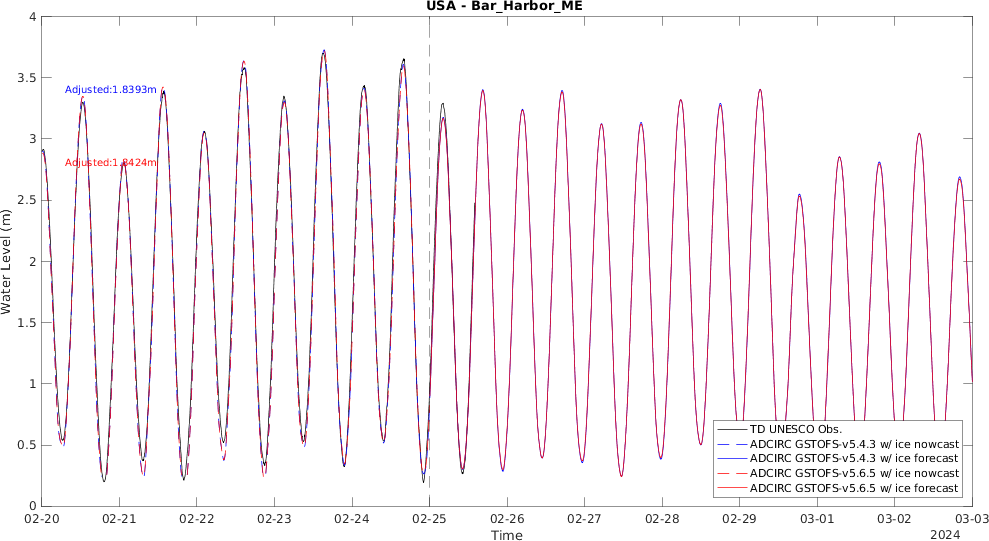 USA - Bar_Harbor_ME
4
3.5
3
2.5
2
1.5
1
0.5
0
Water Level (m)
Adjusted:1.8393m
Adjusted:1.8424m
TD UNESCO Obs.
ADCIRC GSTOFS-v5.4.3 w/ ice nowcast
ADCIRC GSTOFS-v5.4.3 w/ ice forecast
ADCIRC GSTOFS-v5.6.5 w/ ice nowcast
ADCIRC GSTOFS-v5.6.5 w/ ice forecast
02-20 02-21 02-22 02-23 02-24 02-25 02-26 02-27 02-28 02-29 03-01 03-02 03-03
Time
2024